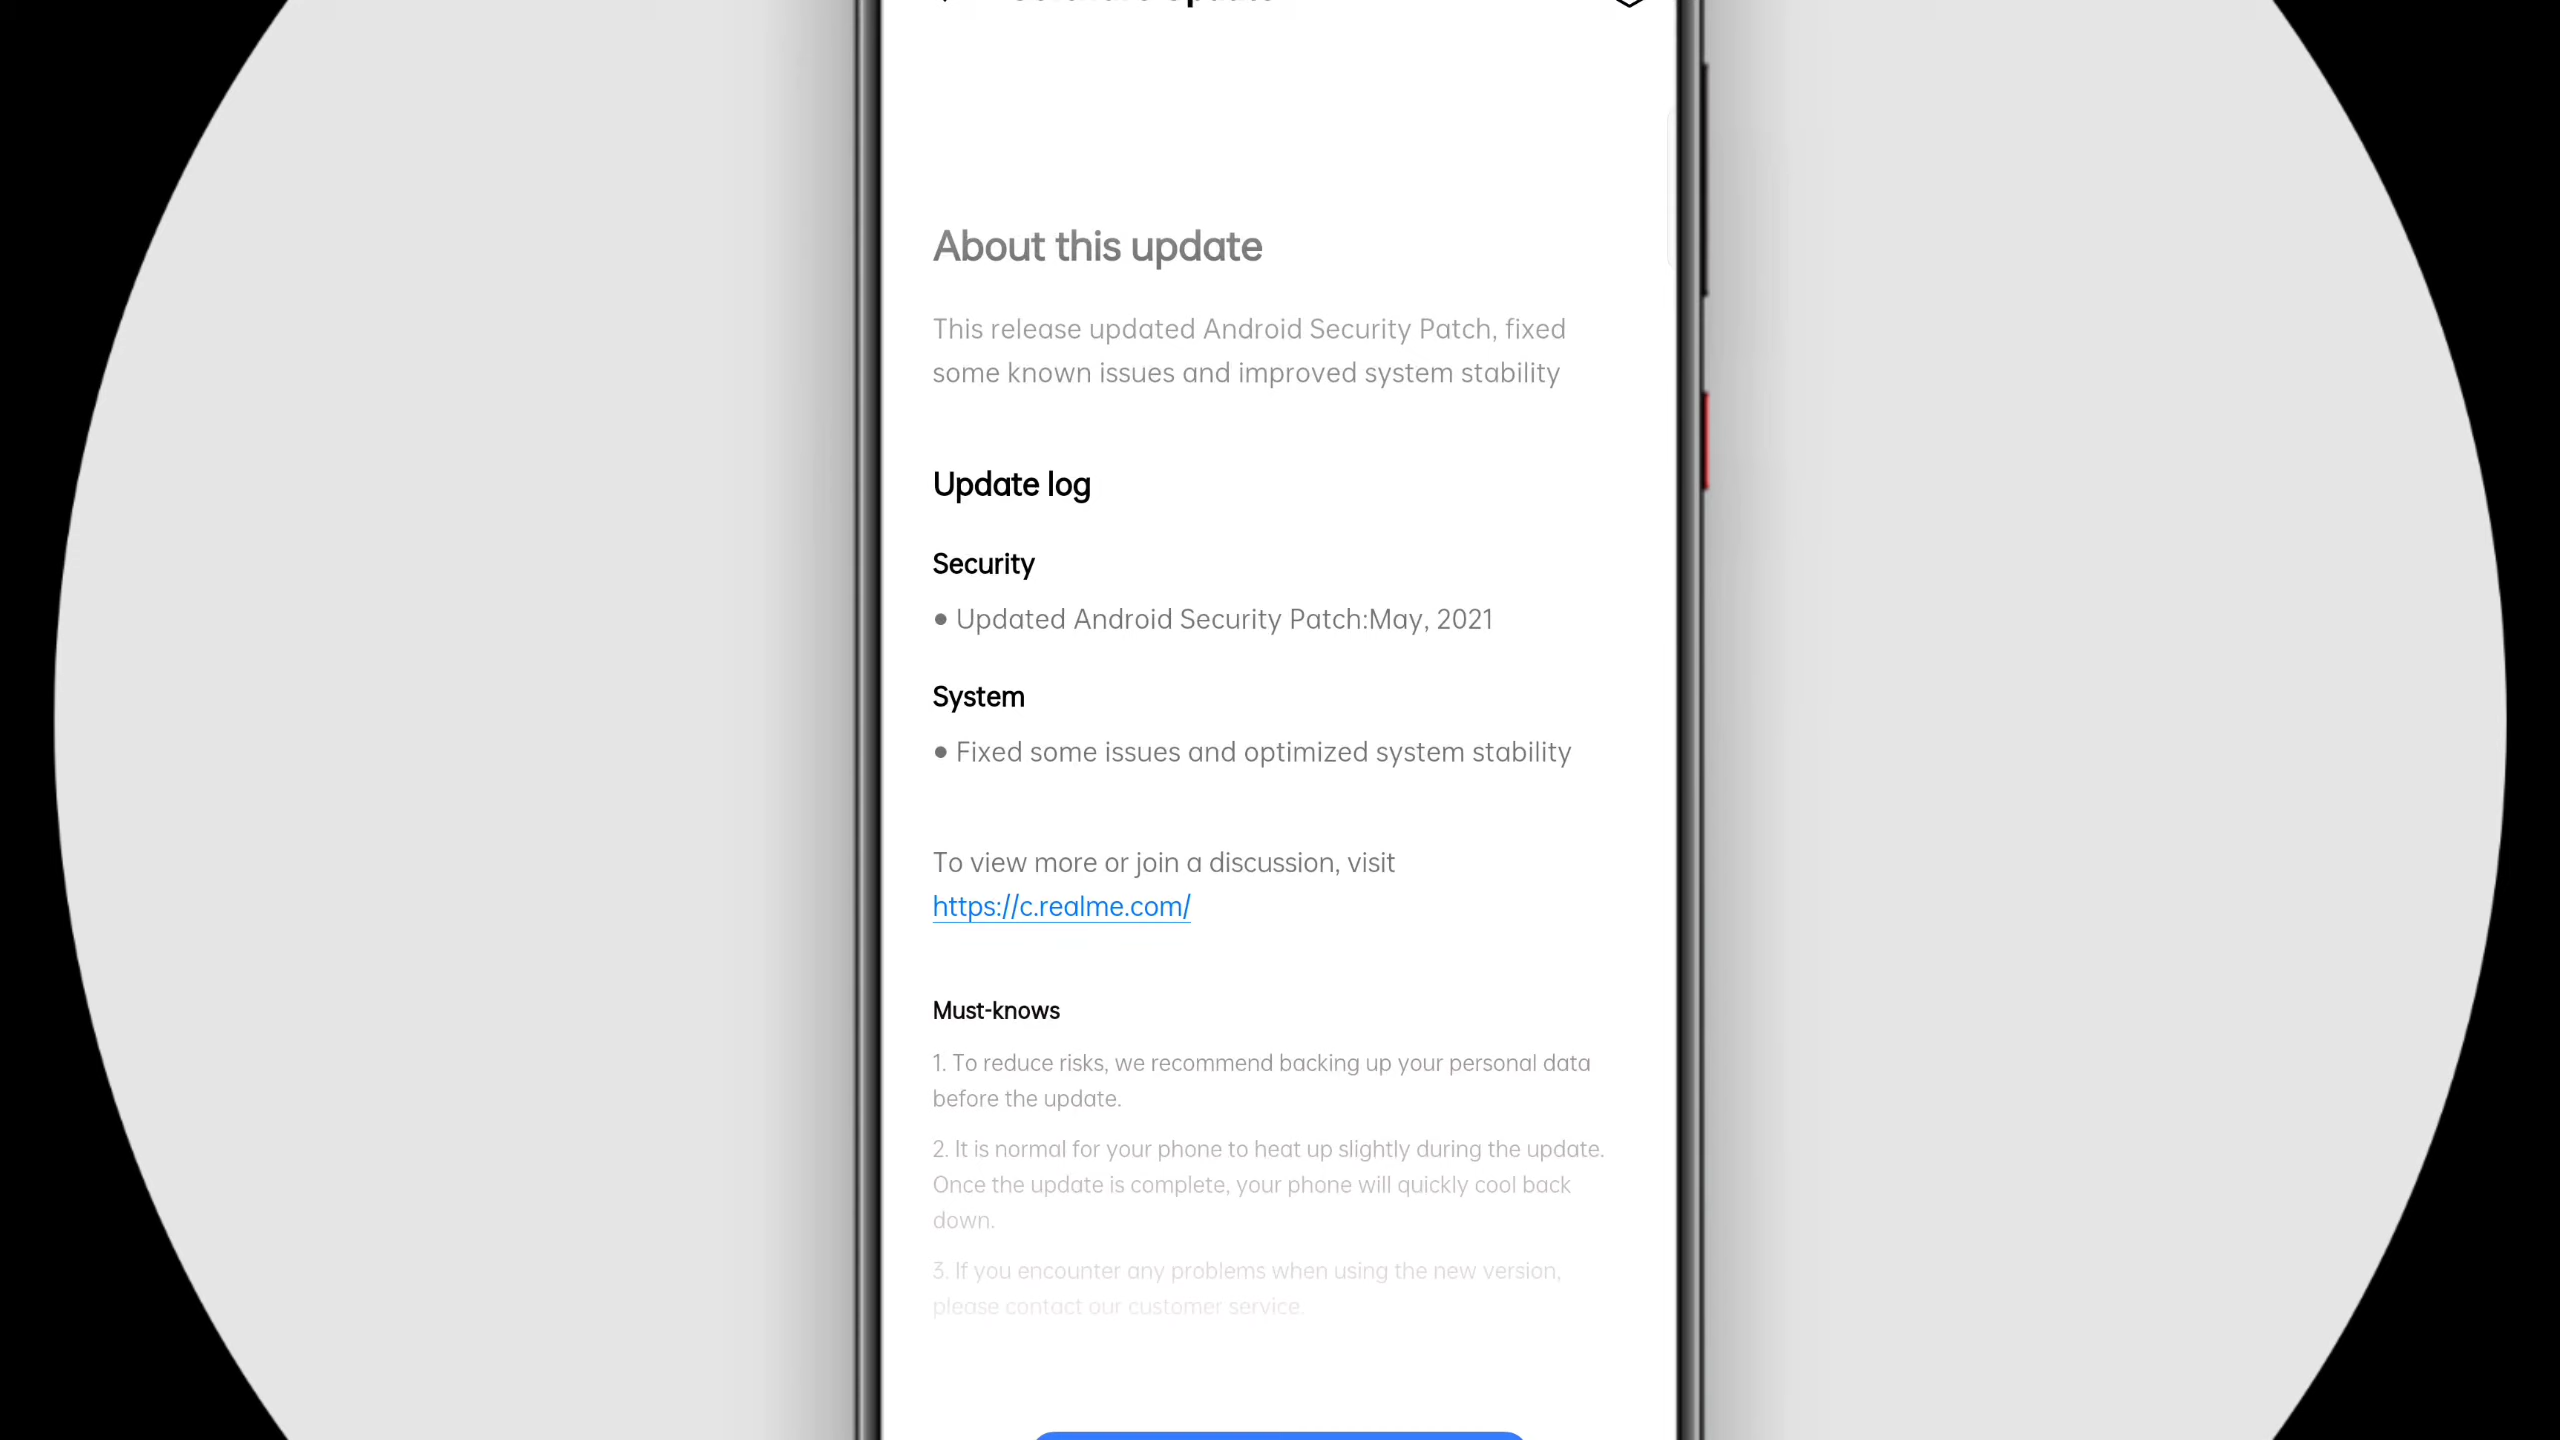 About this update
This release updated Android Security Patch, fixed
some known issues and improved system stability
Update log
Security
• Updated Android Security Patch:May, 2021
System
• Fixed some issues and optimized system stability
To view more or join a discussion, visit
https://c.realme.com/
Must-knows
1. To reduce risks, we recommend backing up your personal data
before the update.
2. It is normal for your phone to heat up slightly during the update.
Once the update is complete, your phone will quickly cool back
down.
3. If you encounter any problems when using the new version,
please contact our customer service.